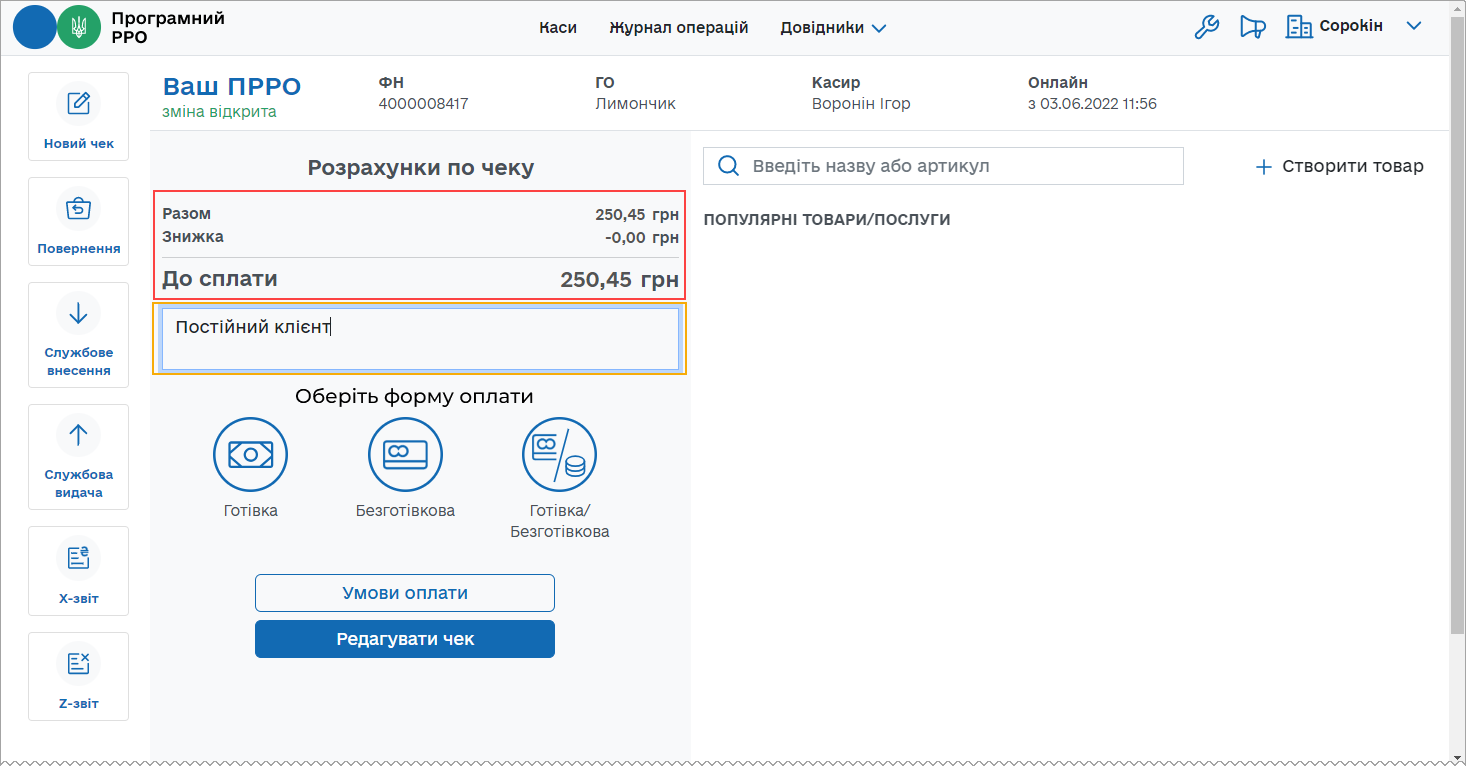 Програмний
РРО
Каси
Журнал операцій
Довідники
Сорокін
Новий чек
Повернення
Службове
внесення
Службова
видача
X-звіт
Z-звіт
Ваш ПРРО
зміна відкрита
ФН
4000008417
ГО
Лимончик
Касир
Воронін Ігор
Онлайн
з 03.06.2022 11:56
Розрахунки по чеку
Разом 250,45 грн
Знижка -0,00 грн
До сплати 250,45 грн
Постійний клієнт
Оберіть форму оплати
Готівка
Безготівкова
Готівка/
Безготівкова
Умови оплати
Редагувати чек
Введіть назву або артикул
Створити товар
ПОПУЛЯРНІ ТОВАРИ/ПОСЛУГИ